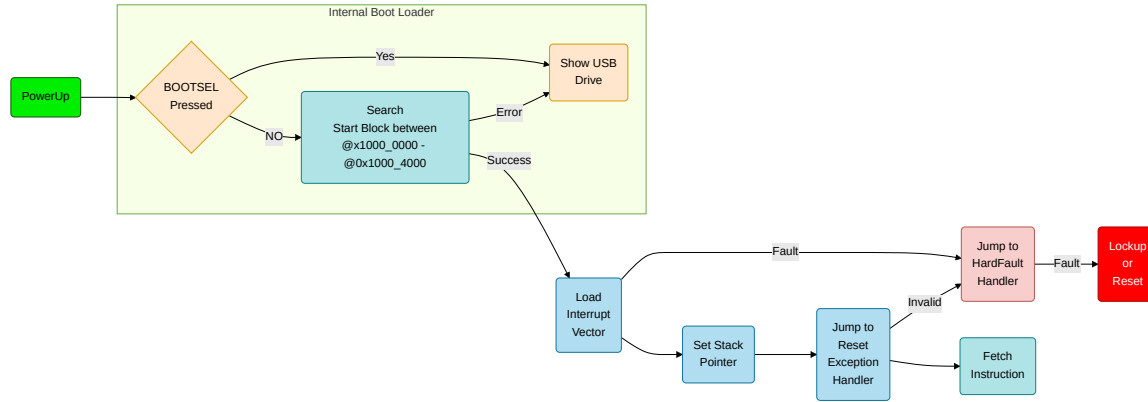 Internal Boot Loader
PowerUp
BOOTSEL
Pressed
Yes
NO
Show USB
Drive
Search
Start Block between
@x1000_0000 -
@0x1000_4000
Error
Success
Load
Interrupt
Vector
Fault
Set Stack
Pointer
Jump to
Reset
Exception
Handler
Invalid
Jump to
HardFault
Handler
Fault
Lockup
or
Reset
Fetch
Instruction